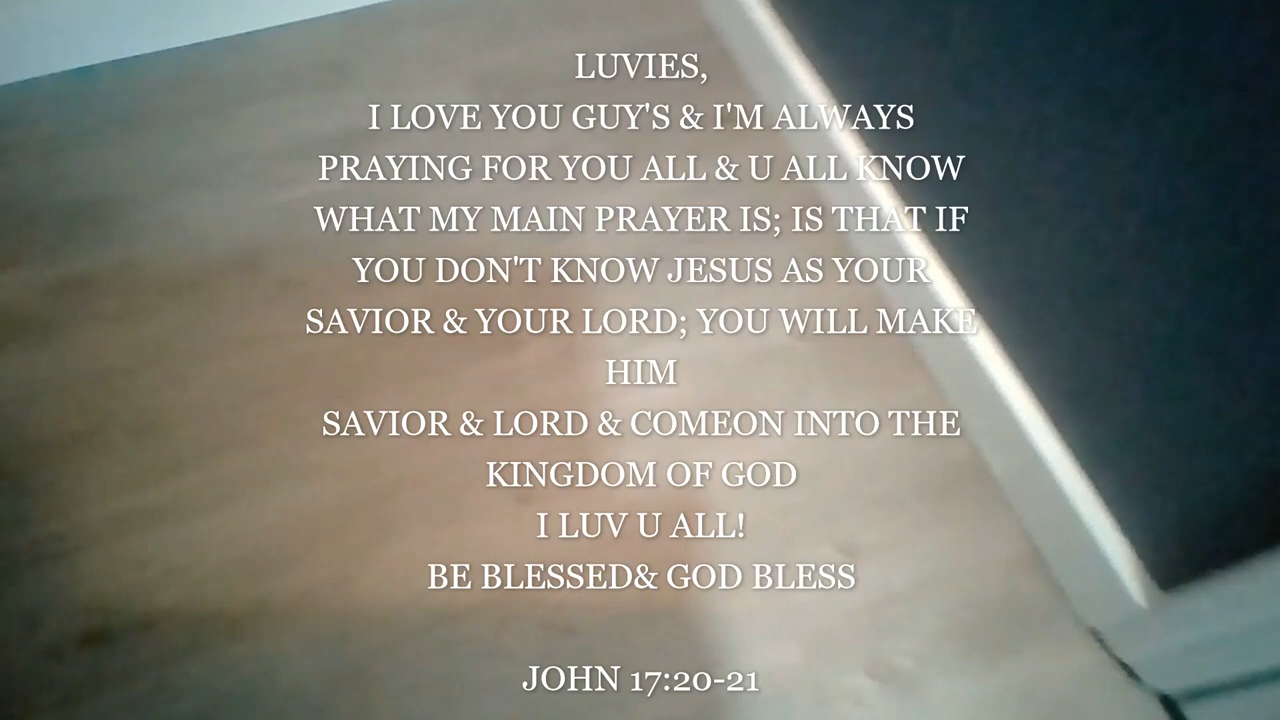 LUVIES,
I LOVE YOU GUY'S & I'M ALWAYS
PRAYING FOR YOU ALL & U ALL KNOW
WHAT MY MAIN PRAYER IS; IS THAT IF
YOU DON'T KNOW JESUS AS YOUR
SAVIOR & YOUR LORD; YOU WILL MAKE
HIM
SAVIOR & LORD & COMEON INTO THE
KINGDOM OF GOD
I LUV U ALL!
BE BLESSED& GOD BLESS
JOHN 17:20-21